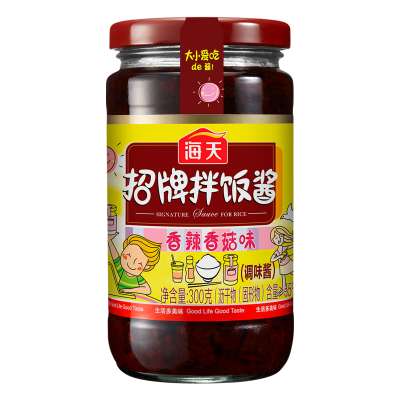 大小爱吃
de 酱!
海天
招牌拌饭酱
SIGNATURE Sauce FOR RICE
香辣香菇味
(调味酱)
净含量:300克
生活多美味 Good Life Good Taste